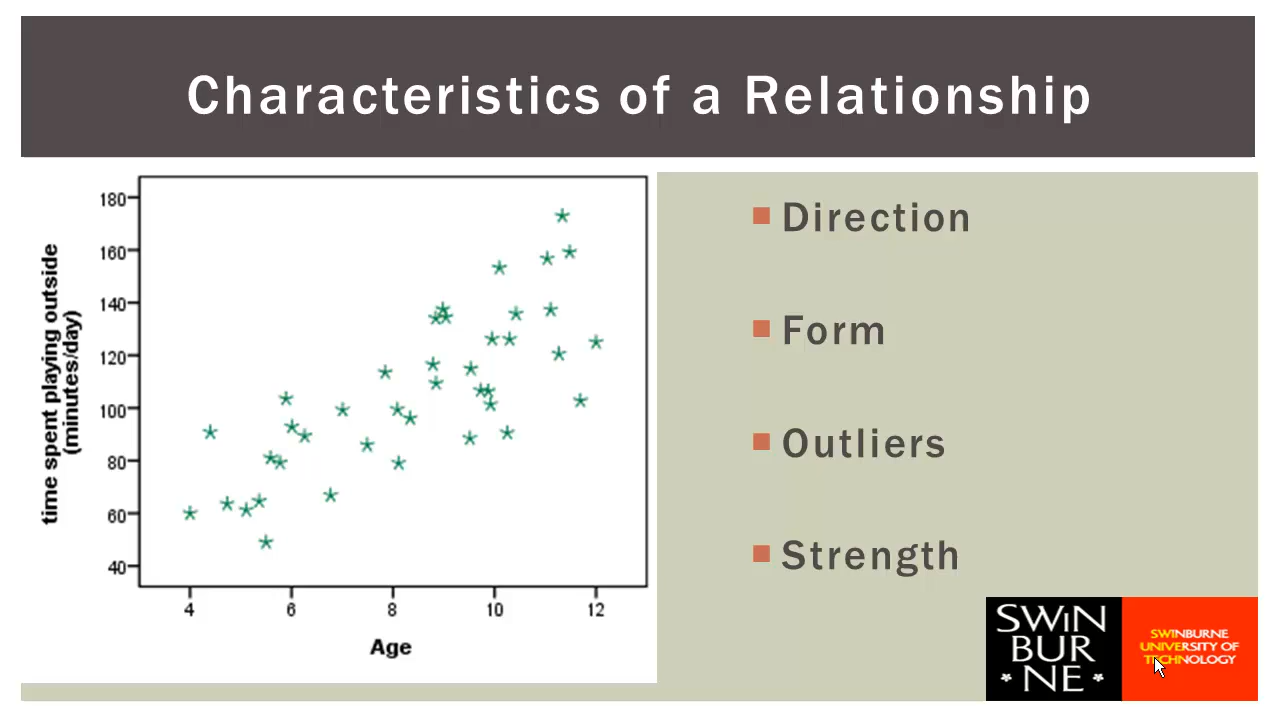 Characteristics of a Relationship
180
160
140
120
100
80
60
40
time spent playing outside
(minutes/day)
4 6 8 10 12
Age
Direction
Form
Outliers
Strength
SWIN
BUR
NE
SWINBURNE
UNIVERSITY OF
TECHNOLOGY